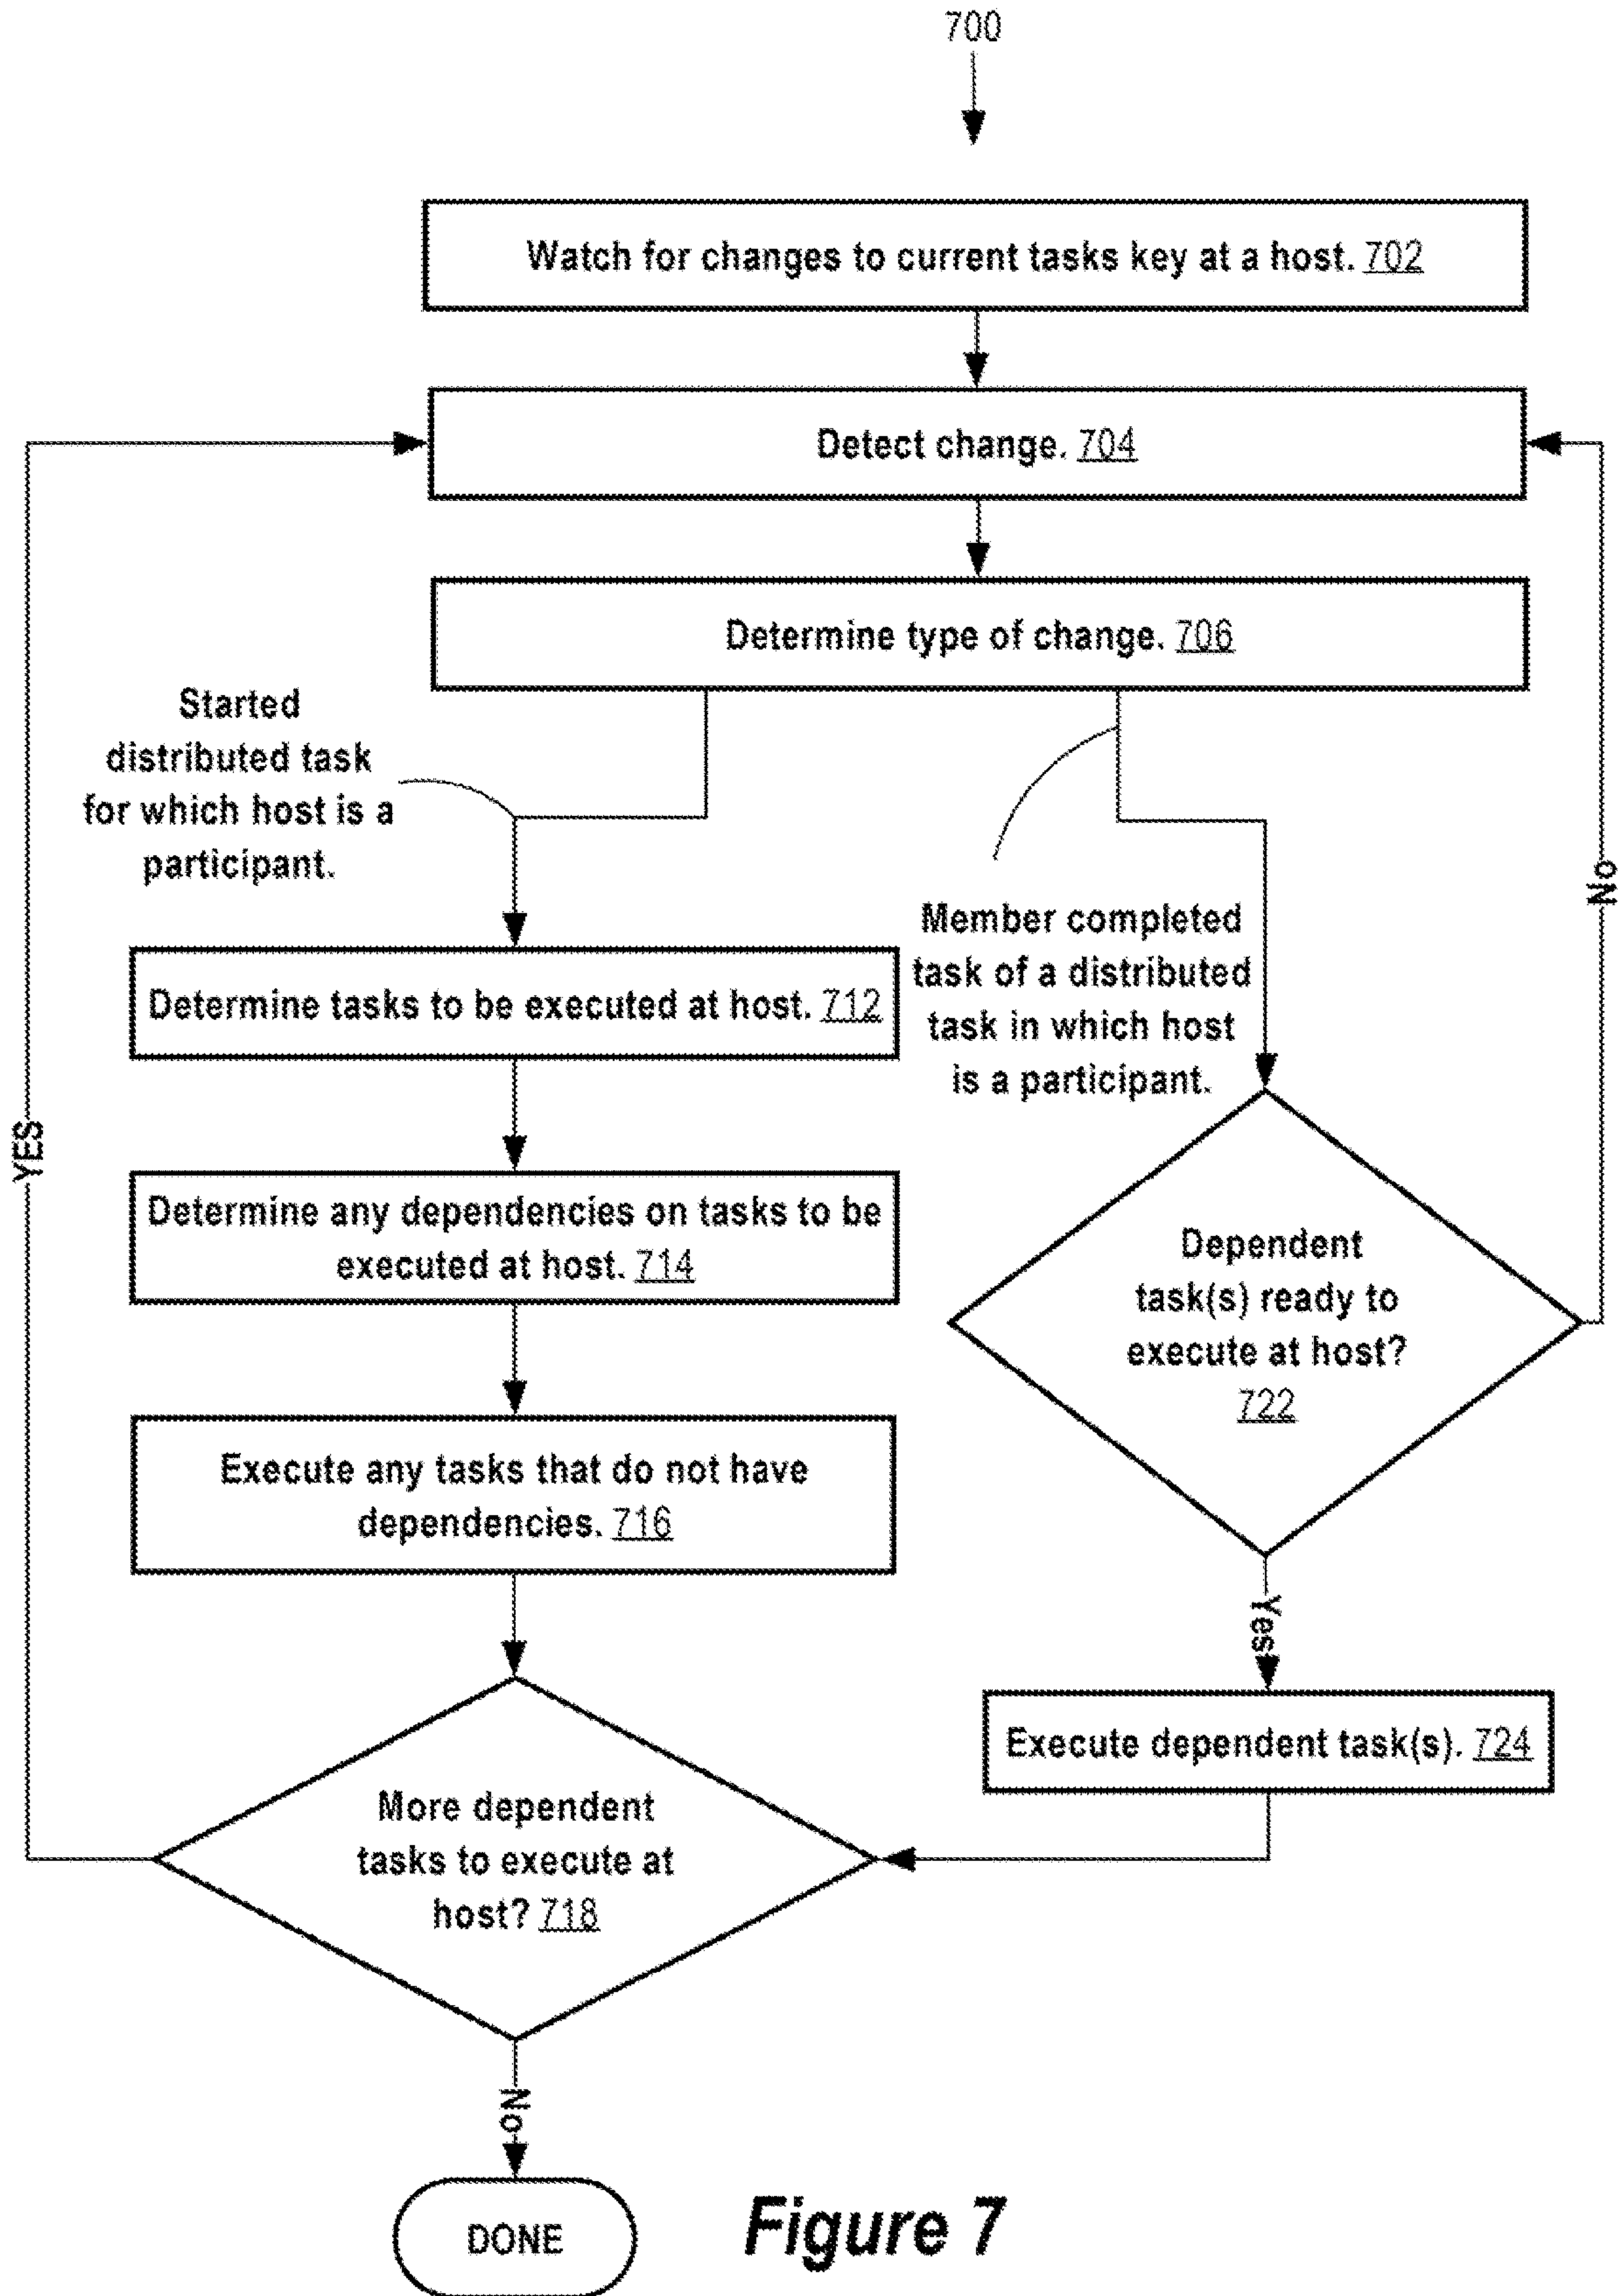 700
Watch for changes to current tasks key at a host. 702
Detect change. 704
Determine type of change. 706
Started
distributed task
for which host is a
participant.
Member completed
task of a distributed
task in which host
is a participant.
No
Determine tasks to be executed at host. 712
YES
Determine any dependencies on tasks to be
executed at host. 714
Dependent
task(s) ready to
execute at host?
722
Execute any tasks that do not have
dependencies. 716
Yes
Execute dependent task(s). 724
More dependent
tasks to execute at
host? 718
No
DONE
Figure 7